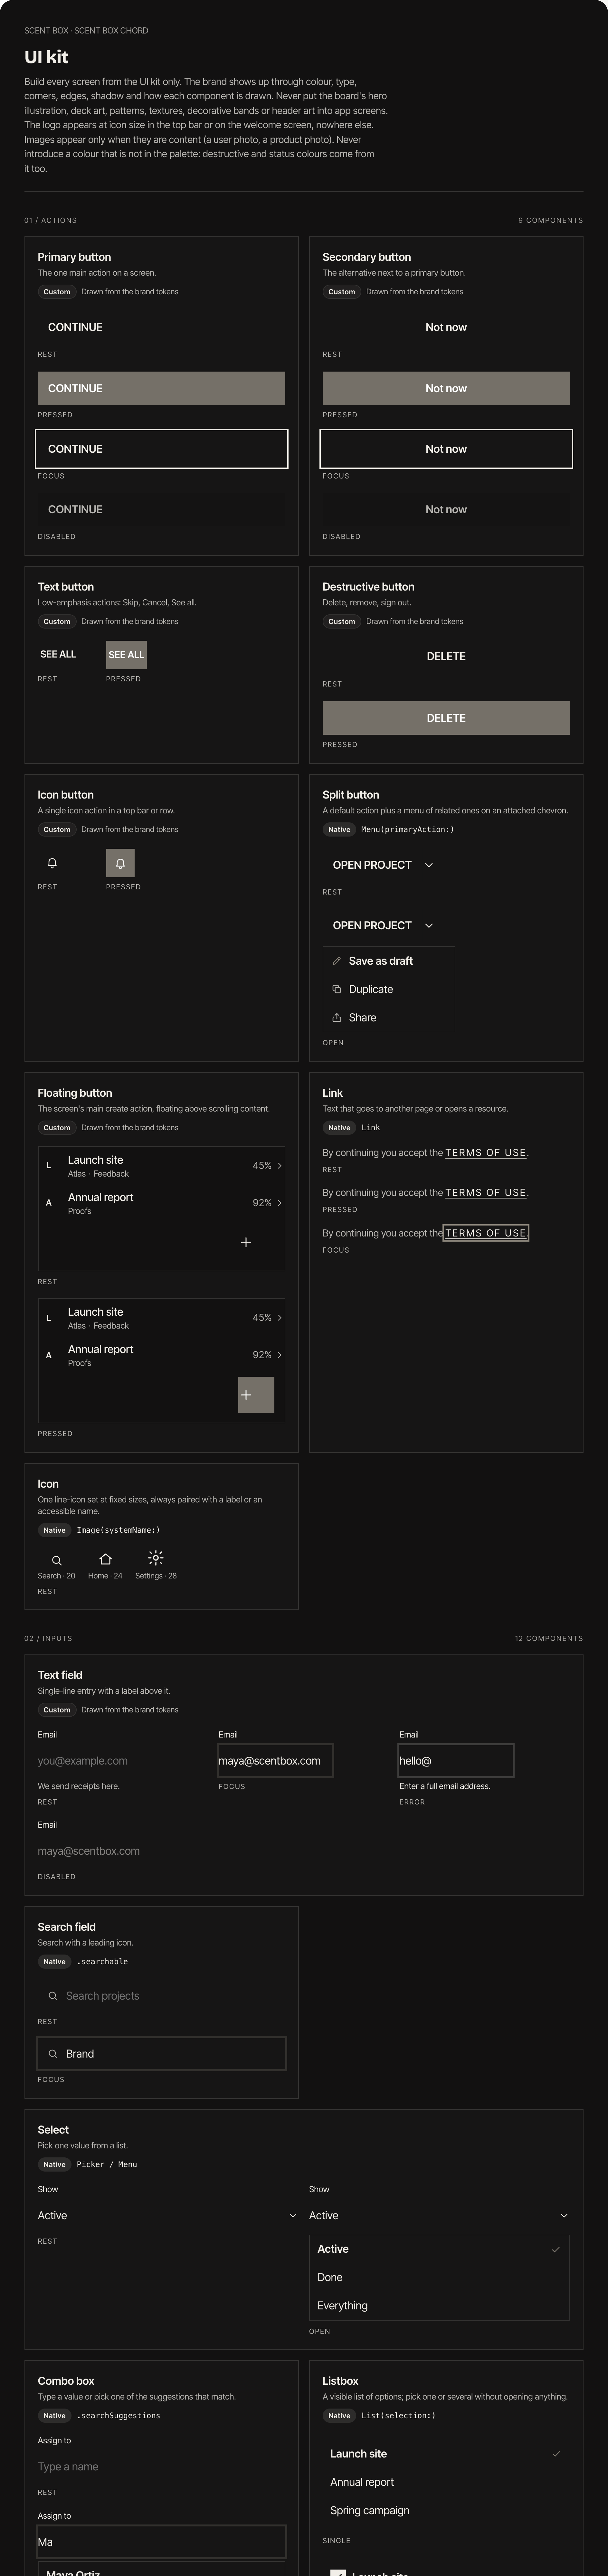 SCENT BOX · SCENT BOX CHORD
UI kit
Build every screen from the UI kit only. The brand shows up through colour, type,
corners, edges, shadow and how each component is drawn. Never put the board's hero
illustration, deck art, patterns, textures, decorative bands or header art into app screens.
The logo appears at icon size in the top bar or on the welcome screen, nowhere else.
Images appear only when they are content (a user photo, a product photo). Never
introduce a colour that is not in the palette: destructive and status colours come from
it too.
01 / ACTIONS
9 COMPONENTS
Primary button
The one main action on a screen.
Custom Drawn from the brand tokens
CONTINUE
REST
CONTINUE
PRESSED
CONTINUE
FOCUS
CONTINUE
DISABLED
Secondary button
The alternative next to a primary button.
Custom Drawn from the brand tokens
Not now
REST
Not now
PRESSED
Not now
FOCUS
Not now
DISABLED
Text button
Low-emphasis actions: Skip, Cancel, See all.
Custom Drawn from the brand tokens
SEE ALL SEE ALL
REST PRESSED
Destructive button
Delete, remove, sign out.
Custom Drawn from the brand tokens
DELETE
REST
DELETE
PRESSED
Icon button
A single icon action in a top bar or row.
Custom Drawn from the brand tokens
REST PRESSED
Split button
A default action plus a menu of related ones on an attached chevron.
Native Menu(primaryAction:)
OPEN PROJECT
REST
OPEN PROJECT
Save as draft
Duplicate
Share
OPEN
Floating button
The screen's main create action, floating above scrolling content.
Custom Drawn from the brand tokens
L Launch site 45%
Atlas · Feedback
A Annual report 92%
Proofs
REST
L Launch site 45%
Atlas · Feedback
A Annual report 92%
Proofs
PRESSED
Link
Text that goes to another page or opens a resource.
Native Link
By continuing you accept the TERMS OF USE.
REST
By continuing you accept the TERMS OF USE.
PRESSED
By continuing you accept the TERMS OF USE.
FOCUS
Icon
One line-icon set at fixed sizes, always paired with a label or an
accessible name.
Native Image(systemName:)
Search · 20 Home · 24 Settings · 28
REST
02 / INPUTS
12 COMPONENTS
Text field
Single-line entry with a label above it.
Custom Drawn from the brand tokens
Email
you@example.com
We send receipts here.
REST
Email
maya@scentbox.com
FOCUS
Email
hello@
Enter a full email address.
ERROR
Email
maya@scentbox.com
DISABLED
Search field
Search with a leading icon.
Native .searchable
Search projects
REST
Brand
FOCUS
Select
Pick one value from a list.
Native Picker / Menu
Show
Active
REST
Show
Active
Active
Done
Everything
OPEN
Combo box
Type a value or pick one of the suggestions that match.
Native .searchSuggestions
Assign to
Type a name
REST
Assign to
Ma
Listbox
A visible list of options; pick one or several without opening anything.
Native List(selection:)
Launch site
Annual report
Spring campaign
SINGLE